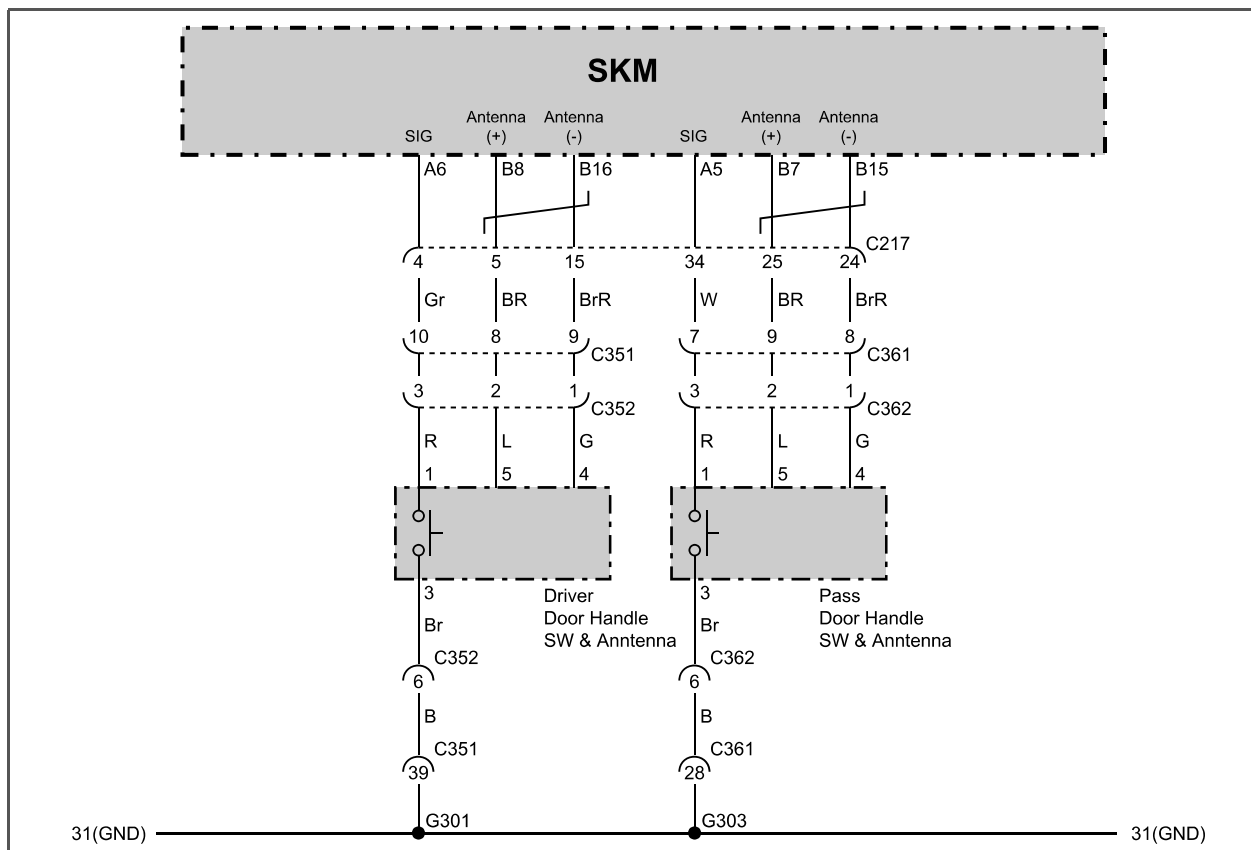 SKM
Antenna Antenna Antenna Antenna
SIG (+) (-) SIG (+) (-)
A6 B8 B16 A5 B7 B15
C217
4 5 15 34 25 24
Gr BR BrR W BR BrR
10 8 9 7 9 8
C351 C361
3 2 1 3 2 1
C352 C362
R L G R L G
1 5 4 1 5 4
3 Driver 3 Pass
Door Handle Door Handle
Br Br
SW & Anntenna SW & Anntenna
C352 C362
6 6
B B
C351 C361
39 28
G301 G303
31(GND) 31(GND)